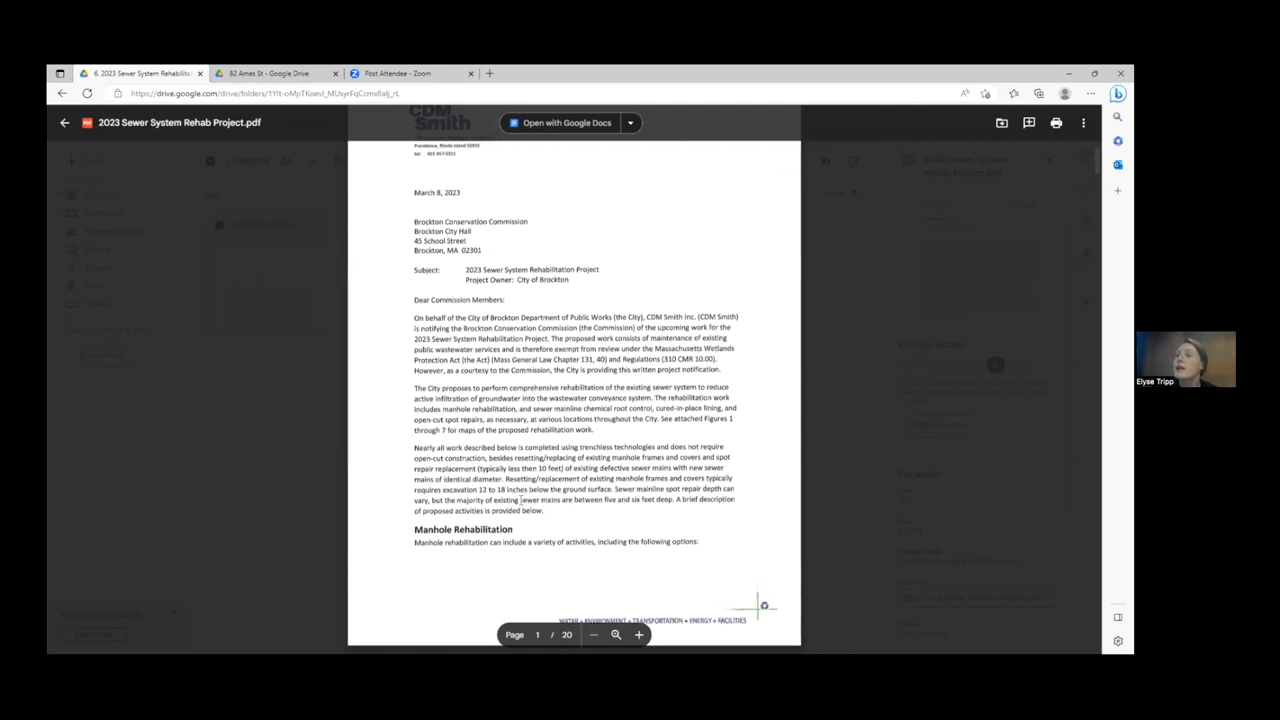 6. 2023 Sewer System Rehabilita
82 Ames St - Google Drive
Post Attendee - Zoom
2023 Sewer System Rehab Project.pdf
Open with Google Docs
CDM
Smith
Providence, Rhode Island 02903
tel: 401-457-0321
March 8, 2023
Brockton Conservation Commission
Brockton City Hall
45 School Street
Brockton, MA 02301
Subject: 2023 Sewer System Rehabilitation Project
Project Owner: City of Brockton
Dear Commission Members:
On behalf of the City of Brockton Department of Public Works (the City), CDM Smith Inc. (CDM Smith)
is notifying the Brockton Conservation Commission (the Commission) of the upcoming work for the
2023 Sewer System Rehabilitation Project. The proposed work consists of maintenance of existing
public wastewater services and is therefore exempt from review under the Massachusetts Wetlands
Protection Act (the Act) (Mass General Law Chapter 131, 40) and Regulations (310 CMR 10.00).
However, as a courtesy to the Commission, the City is providing this written project notification.
The City proposes to perform comprehensive rehabilitation of the existing sewer system to reduce
active infiltration of groundwater into the wastewater conveyance system. The rehabilitation work
includes manhole rehabilitation, and sewer mainline chemical root control, cured-in-place lining, and
open-cut spot repairs, as necessary, at various locations throughout the City. See attached Figures 1
through 7 for maps of the proposed rehabilitation work.
Nearly all work described below is completed using trenchless technologies and does not require
open-cut construction, besides resetting/replacing of existing manhole frames and covers and spot
repair replacement (typically less then 10 feet) of existing defective sewer mains with new sewer
mains of identical diameter. Resetting/replacement of existing manhole frames and covers typically
requires excavation 12 to 18 inches below the ground surface. Sewer mainline spot repair depth can
vary, but the majority of existing sewer mains are between five and six feet deep. A brief description
of proposed activities is provided below.
Manhole Rehabilitation
Manhole rehabilitation can include a variety of activities, including the following options:
WATER + ENVIRONMENT + TRANSPORTATION + ENERGY + FACILITIES
Page 1 / 20
Elyse Tripp